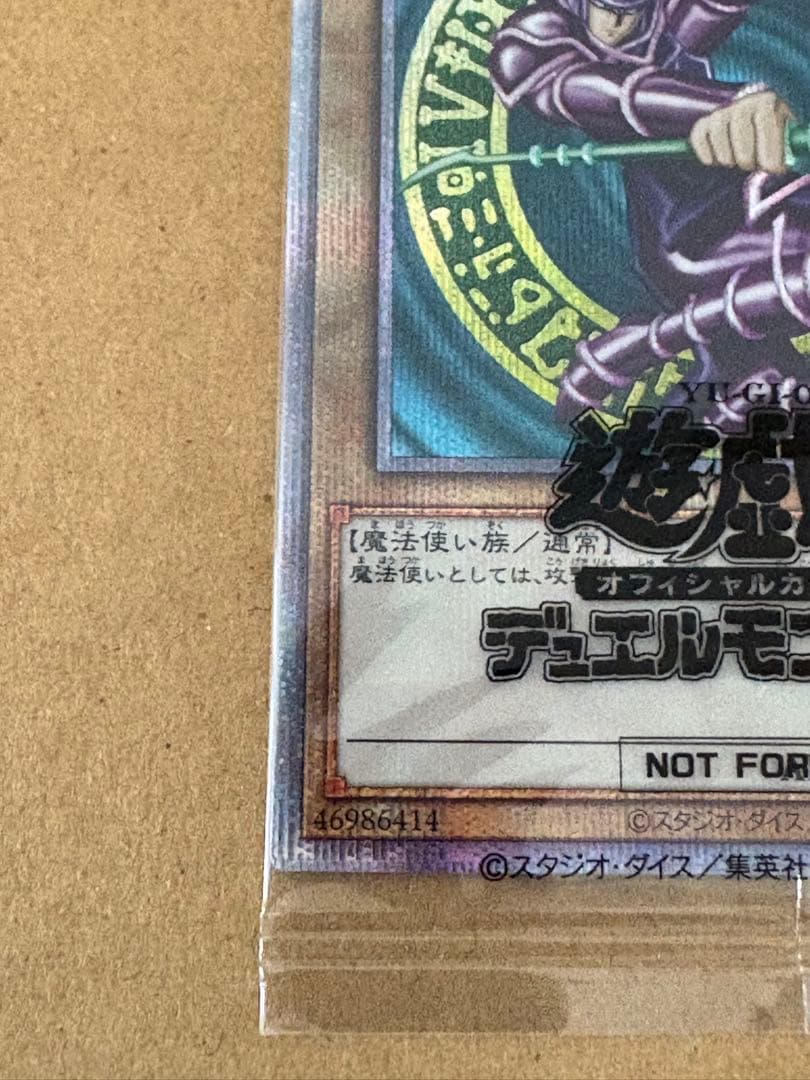 YU-GI-O
遊戯
オフィシャルカ
デュエルモン
【魔法使い族／通常】
魔法使いとしては、攻
NOT FOR
46986414
©スタジオ・ダイス
©スタジオ・ダイス／集英社